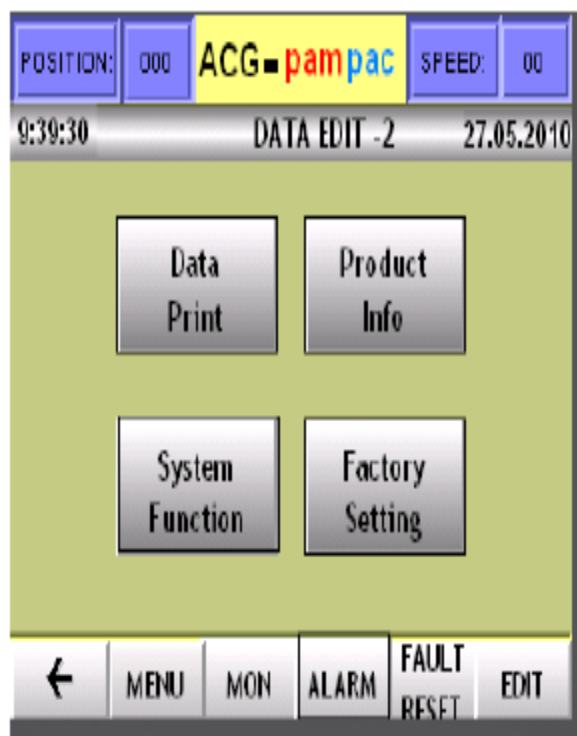 POSITION: 000 ACG pampac SPEED: 00
9:39:30 DATA EDIT -2 27.05.2010
Data
Print
Product
Info
System
Function
Factory
Setting
← MENU MON ALARM FAULT RESET EDIT